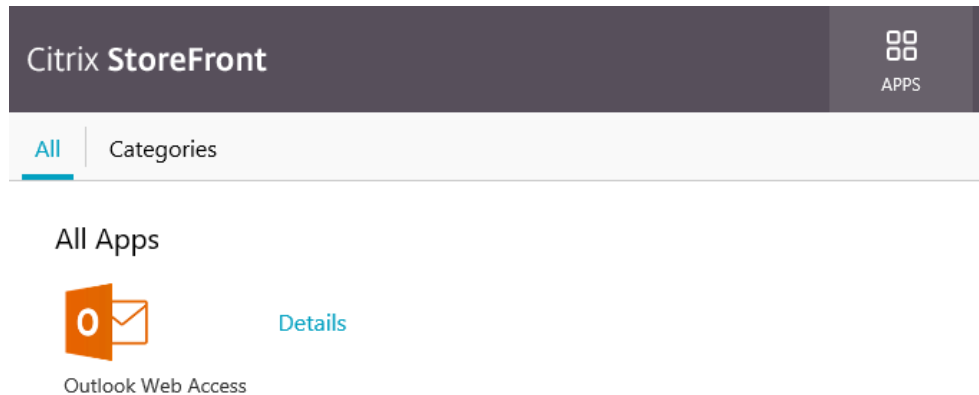 Citrix StoreFront
APPS
All
Categories
All Apps
O
Details
Outlook Web Access